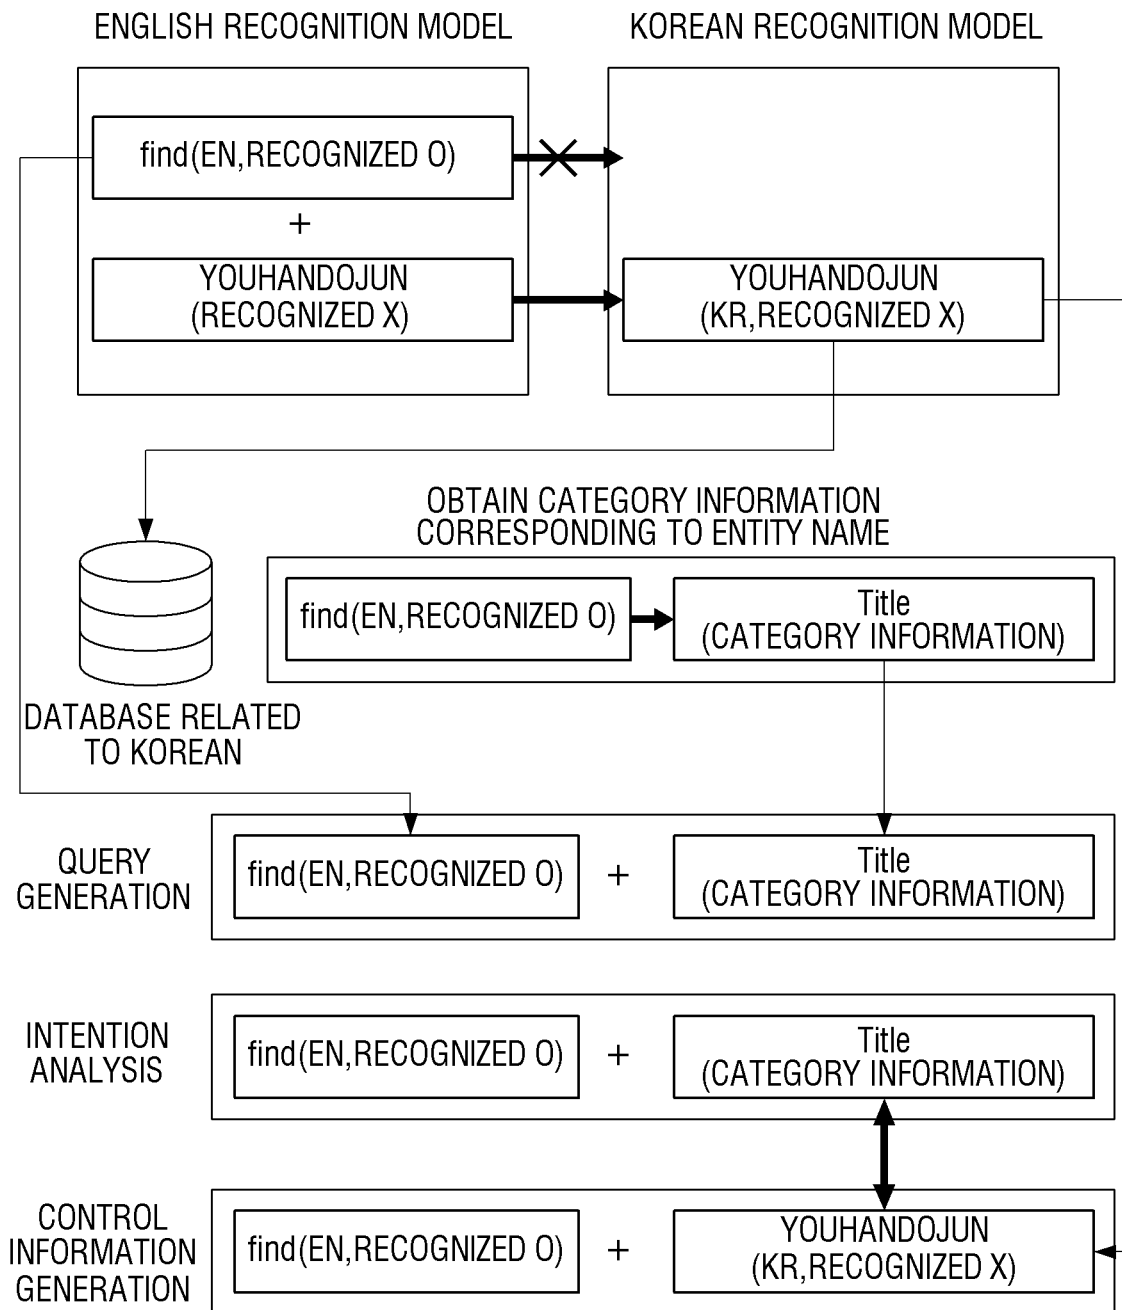 ENGLISH RECOGNITION MODEL
KOREAN RECOGNITION MODEL
find(EN,RECOGNIZED O)
+
YOUHANDOJUN
(RECOGNIZED X)
YOUHANDOJUN
(KR,RECOGNIZED X)
OBTAIN CATEGORY INFORMATION
CORRESPONDING TO ENTITY NAME
find(EN,RECOGNIZED O)
Title
(CATEGORY INFORMATION)
DATABASE RELATED
TO KOREAN
QUERY
GENERATION
find(EN,RECOGNIZED O)
+
Title
(CATEGORY INFORMATION)
INTENTION
ANALYSIS
find(EN,RECOGNIZED O)
+
Title
(CATEGORY INFORMATION)
CONTROL
INFORMATION
GENERATION
find(EN,RECOGNIZED O)
+
YOUHANDOJUN
(KR,RECOGNIZED X)